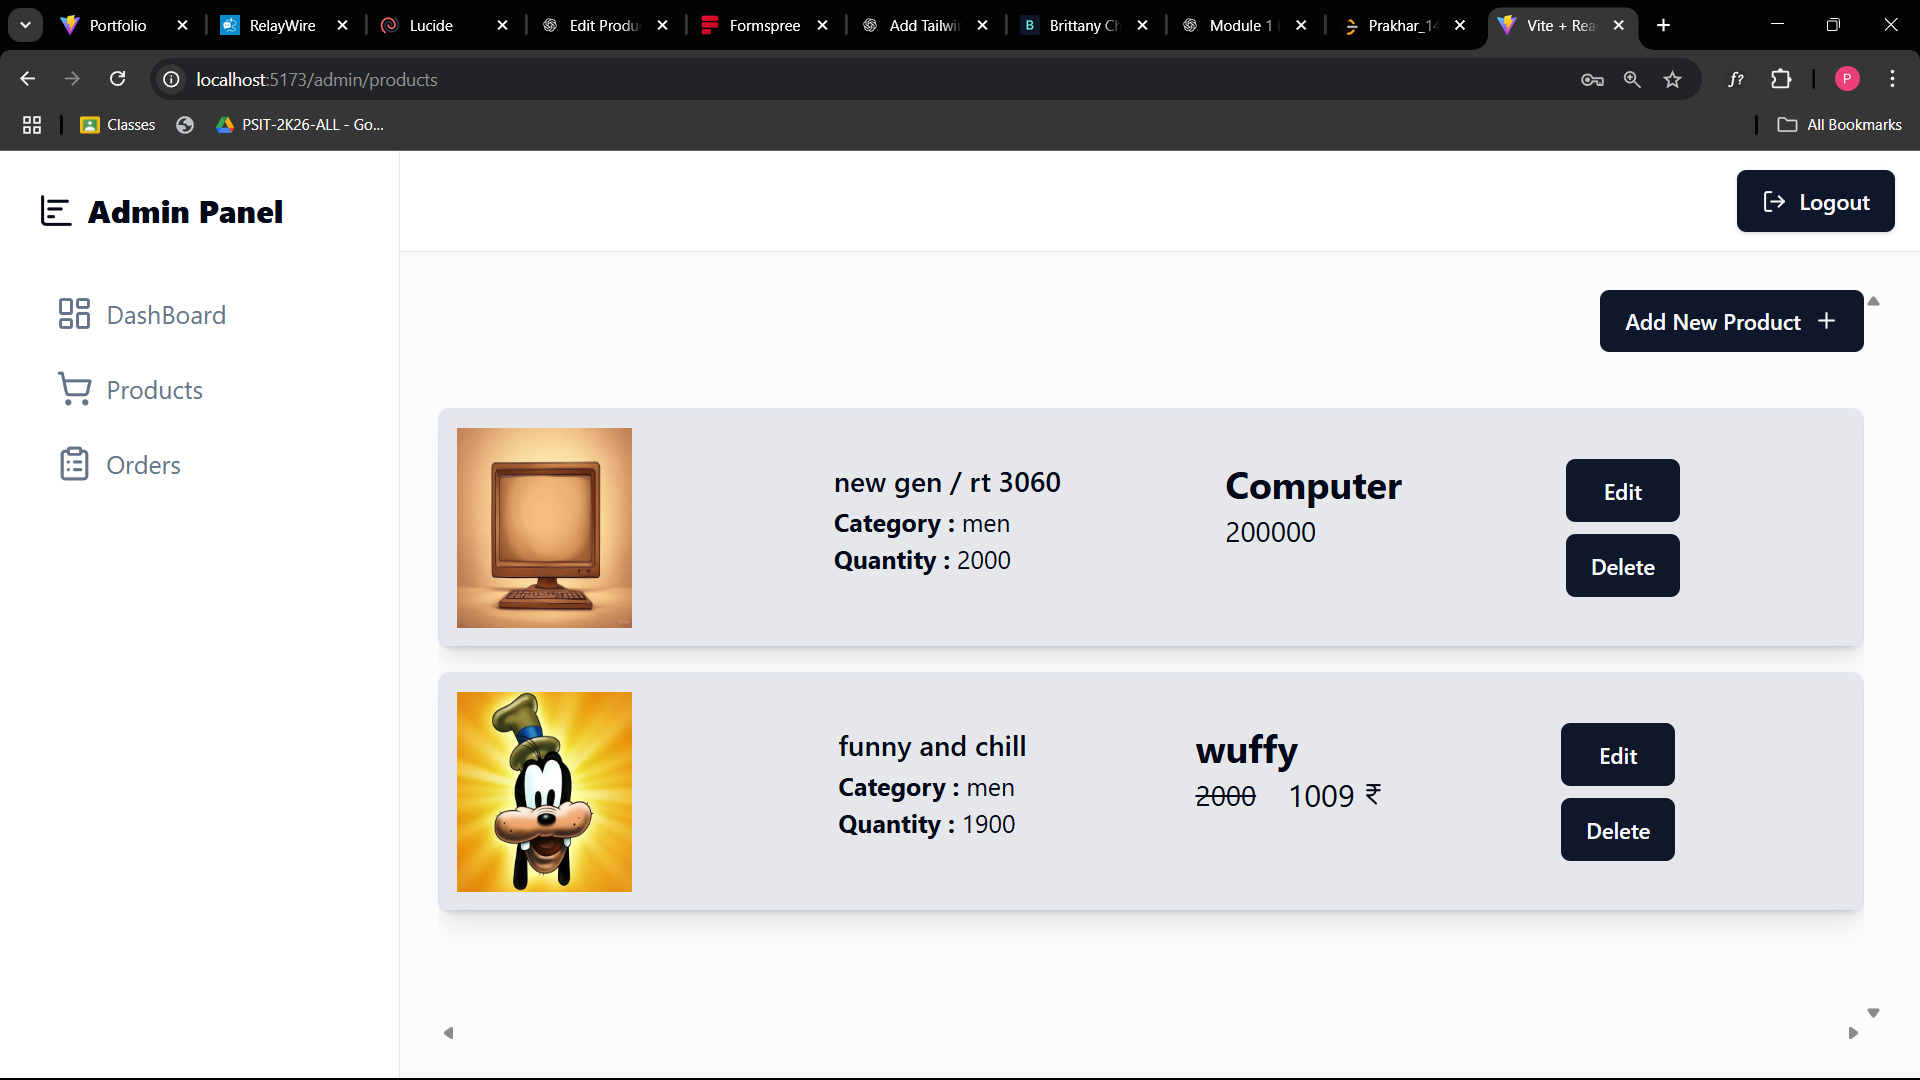 Portfolio
RelayWire
Lucide
Edit Produ
Formspree
Add Tailwi
B Brittany Ch
Module 1
Prakhar_14
Vite + Rea
localhost:5173/admin/products
f?
P
Classes
PSIT-2K26-ALL - Go...
All Bookmarks
Admin Panel
Logout
DashBoard
Products
Orders
Add New Product +
new gen / rt 3060
Category : men
Quantity : 2000
Computer
200000
Edit
Delete
funny and chill
Category : men
Quantity : 1900
wuffy
2000 1009 ₹
Edit
Delete